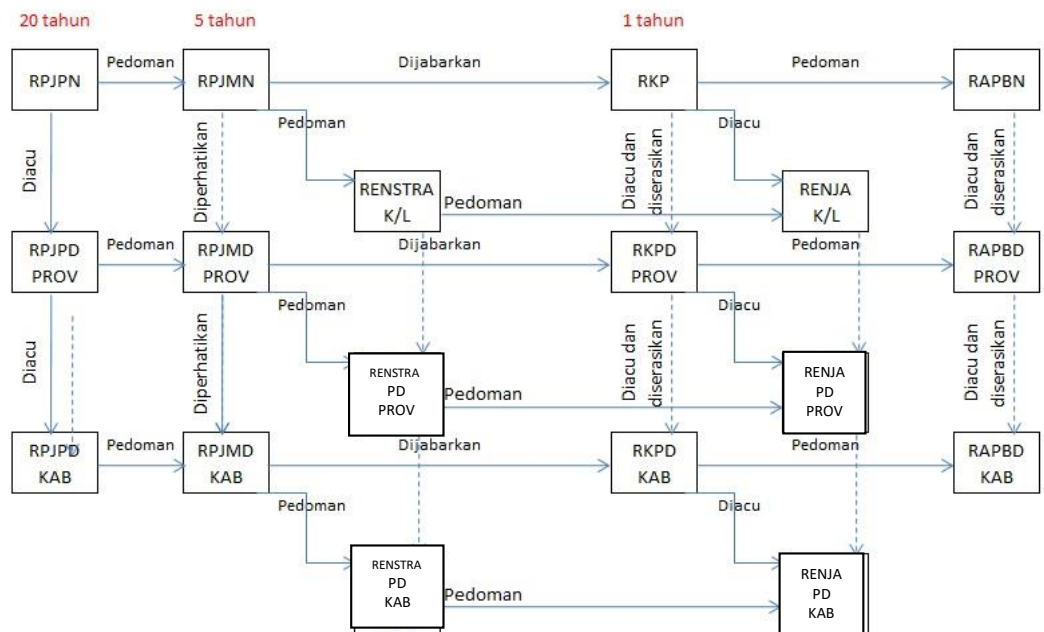 20 tahun
5 tahun
1 tahun
RPJPN
Pedoman
RPJMN
Dijabarkan
RKP
Pedoman
RAPBN
Diacu
Diperhatikan
Pedoman
RENSTRA
K/L
Pedoman
Diacu dan
diserasikan
Diacu
RENJA
K/L
Diacu dan
diserasikan
RPJPD
PROV
Pedoman
RPJMD
PROV
Dijabarkan
RKPD
PROV
Pedoman
RAPBD
PROV
Diacu
Diperhatikan
Pedoman
RENSTRA
PD
PROV
Pedoman
Diacu dan
diserasikan
Diacu
RENJA
PD
PROV
Diacu dan
diserasikan
RPJPD
KAB
Pedoman
RPJMD
KAB
Dijabarkan
RKPD
KAB
Pedoman
RAPBD
KAB
Pedoman
RENSTRA
PD
KAB
Pedoman
Diacu
RENJA
PD
KAB